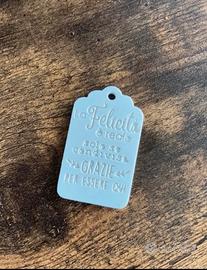 La
Felicità
è reale
solo se
condivisa
GRAZIE
PER ESSERE QUI